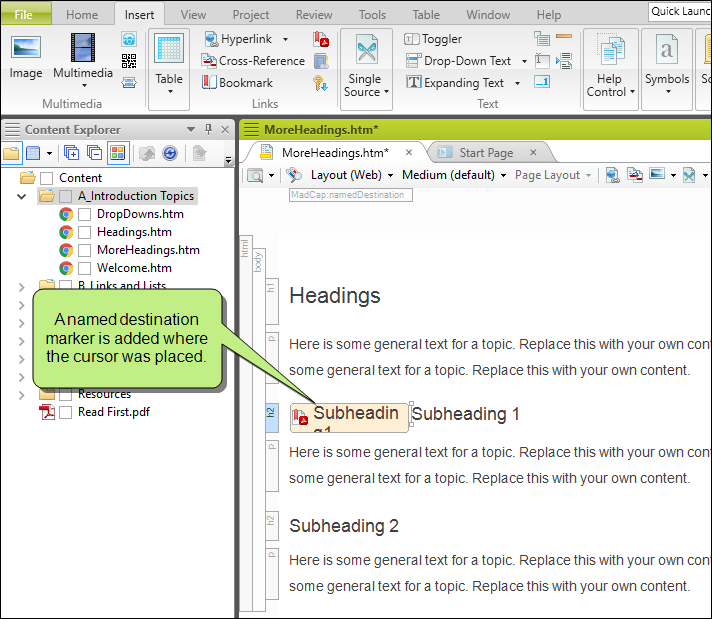 File Home Insert View Project Review Tools Table Window Help Quick Launc
Image Multimedia Table
Hyperlink
Cross-Reference
Bookmark
Single
Source
Toggler
Drop-Down Text
Expanding Text
Help
Control
Symbols
Multimedia Links Text
Content Explorer
MoreHeadings.htm*
MoreHeadings.htm* Start Page
Layout (Web) Medium (default) Page Layout
Content
A_Introduction Topics
DropDowns.htm
Headings.htm
MoreHeadings.htm
Welcome.htm
B_Links and Lists
Resources
Read First.pdf
A named destination
marker is added where
the cursor was placed.
MadCap:namedDestination
html
body
h1
Headings
p
Here is some general text for a topic. Replace this with your own con
some general text for a topic. Replace this with your own content.
h2
Subheadin
g1
Subheading 1
p
Here is some general text for a topic. Replace this with your own con
some general text for a topic. Replace this with your own content.
h2
Subheading 2
p
Here is some general text for a topic. Replace this with your own con
some general text for a topic. Replace this with your own content.